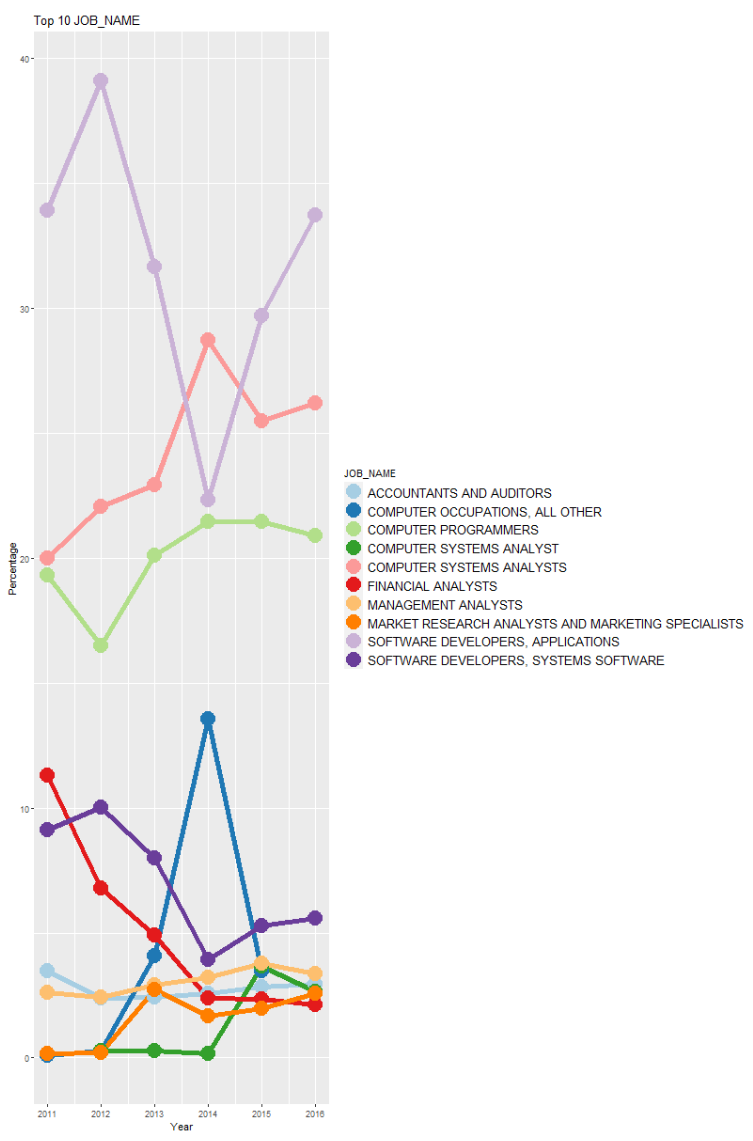 Top 10 JOB_NAME
40
30
20
10
0
Percentage
2011 2012 2013 2014 2015 2016
Year
JOB_NAME
ACCOUNTANTS AND AUDITORS
COMPUTER OCCUPATIONS, ALL OTHER
COMPUTER PROGRAMMERS
COMPUTER SYSTEMS ANALYST
COMPUTER SYSTEMS ANALYSTS
FINANCIAL ANALYSTS
MANAGEMENT ANALYSTS
MARKET RESEARCH ANALYSTS AND MARKETING SPECIALISTS
SOFTWARE DEVELOPERS, APPLICATIONS
SOFTWARE DEVELOPERS, SYSTEMS SOFTWARE